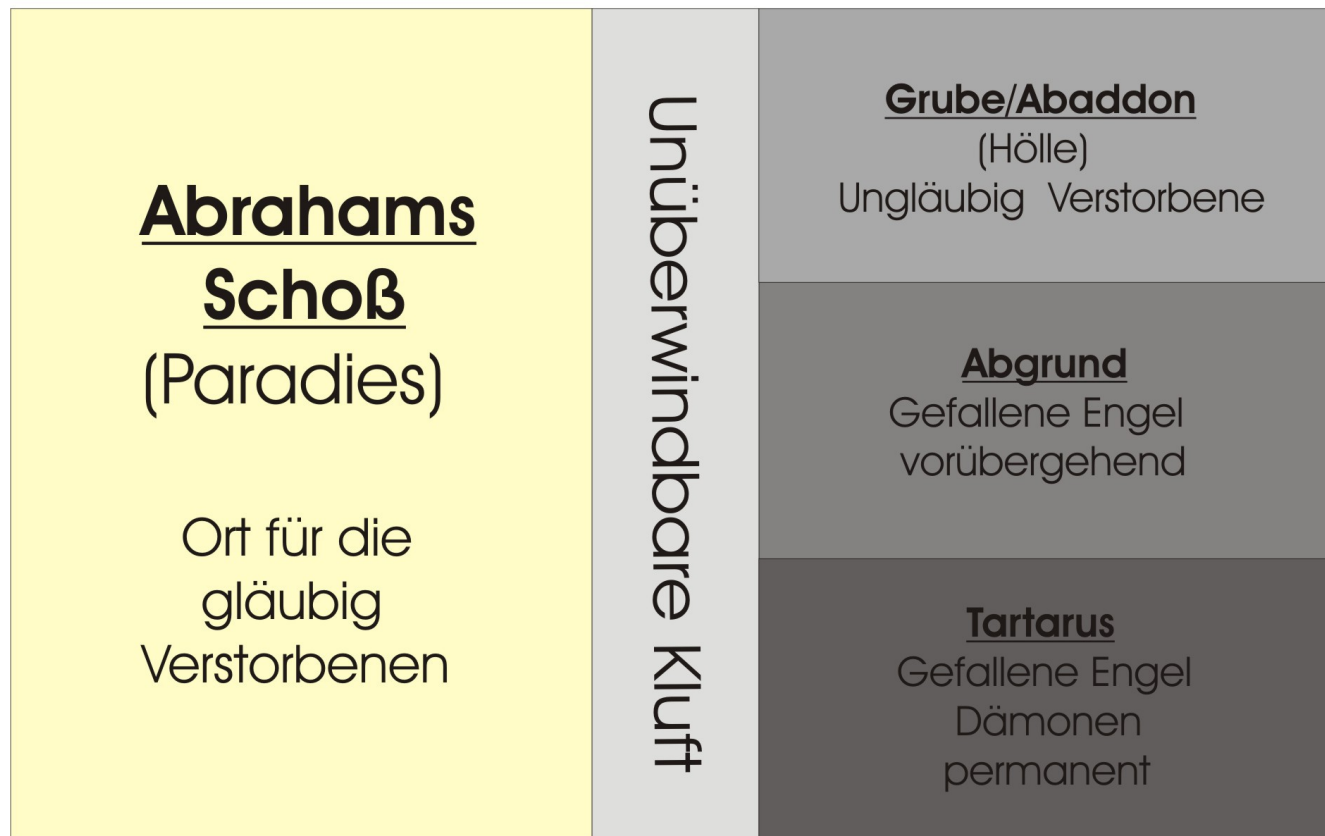 Abrahams
Schoß
(Paradies)
Ort für die
gläubig
Verstorbenen
Unüberwindbare Kluft
Grube/Abaddon
(Hölle)
Ungläubig Verstorbene
Abgrund
Gefallene Engel
vorübergehend
Tartarus
Gefallene Engel
Dämonen
permanent